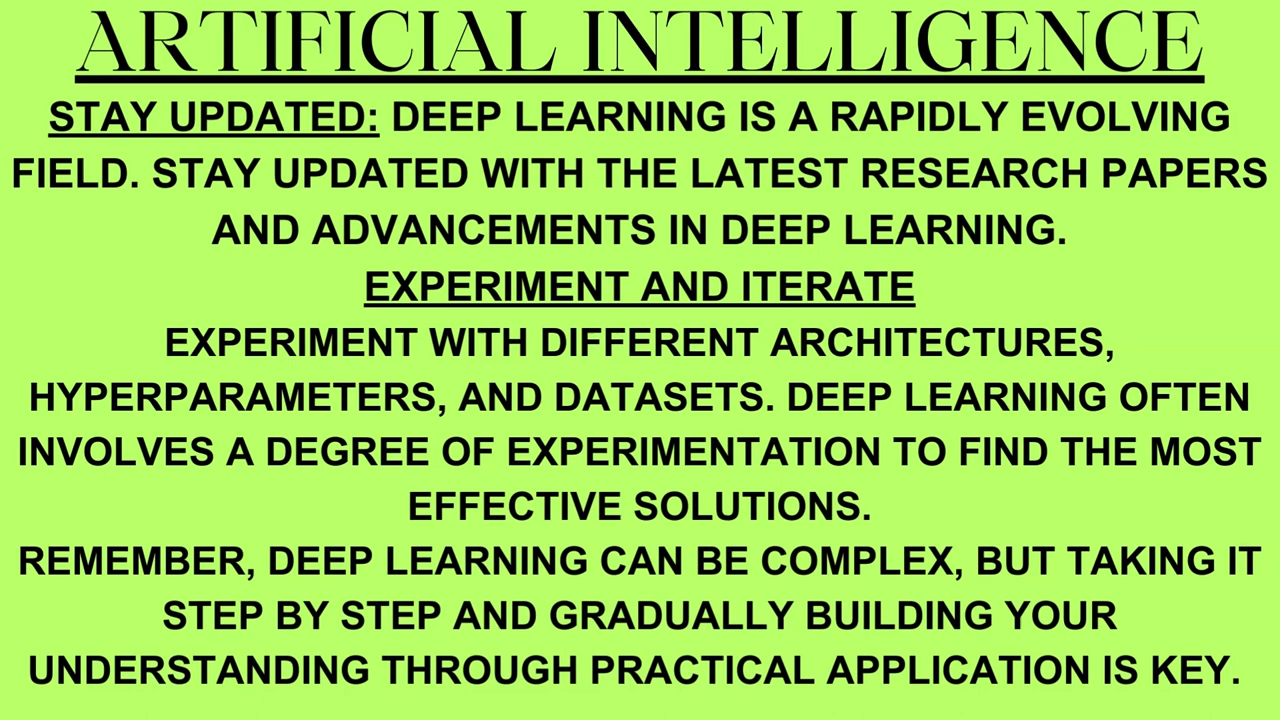 ARTIFICIAL INTELLIGENCE
STAY UPDATED: DEEP LEARNING IS A RAPIDLY EVOLVING
FIELD. STAY UPDATED WITH THE LATEST RESEARCH PAPERS
AND ADVANCEMENTS IN DEEP LEARNING.
EXPERIMENT AND ITERATE
EXPERIMENT WITH DIFFERENT ARCHITECTURES,
HYPERPARAMETERS, AND DATASETS. DEEP LEARNING OFTEN
INVOLVES A DEGREE OF EXPERIMENTATION TO FIND THE MOST
EFFECTIVE SOLUTIONS.
REMEMBER, DEEP LEARNING CAN BE COMPLEX, BUT TAKING IT
STEP BY STEP AND GRADUALLY BUILDING YOUR
UNDERSTANDING THROUGH PRACTICAL APPLICATION IS KEY.